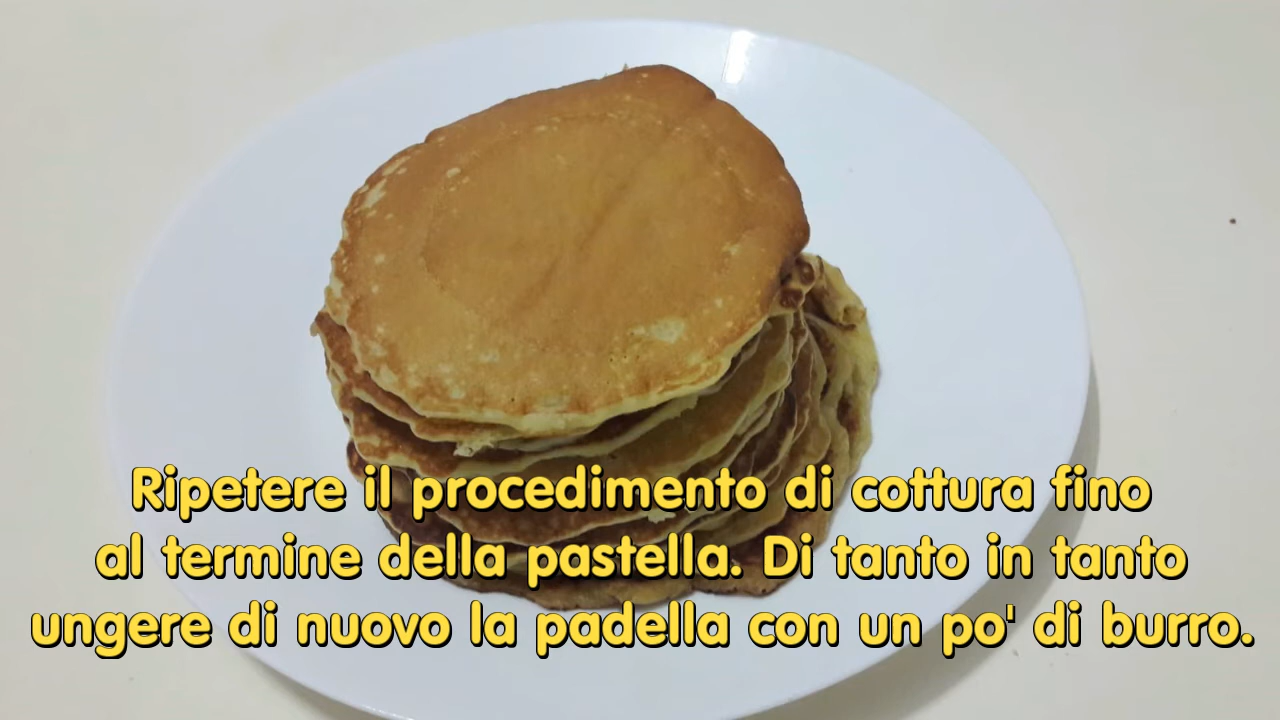 Ripetere il procedimento di cottura fino
al termine della pastella. Di tanto in tanto
ungere di nuovo la padella con un po' di burro.